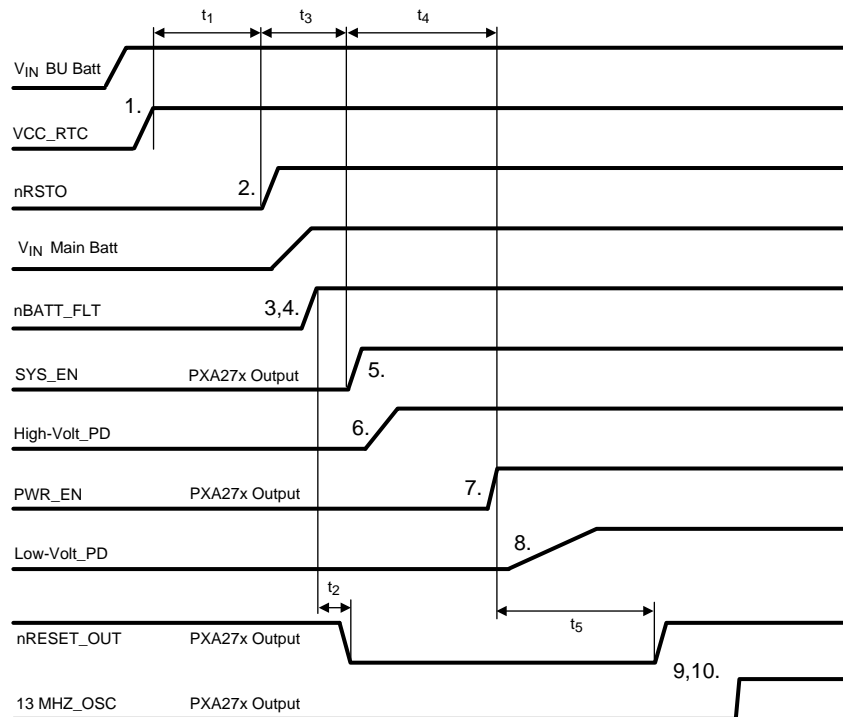 t1 t3 t4
VIN BU Batt
1.
VCC_RTC
2.
nRSTO
VIN Main Batt
3,4.
nBATT_FLT
SYS_EN PXA27x Output 5.
6.
High-Volt_PD
7.
PWR_EN PXA27x Output
8.
Low-Volt_PD
t2
t5
nRESET_OUT PXA27x Output
9,10.
13 MHZ_OSC PXA27x Output